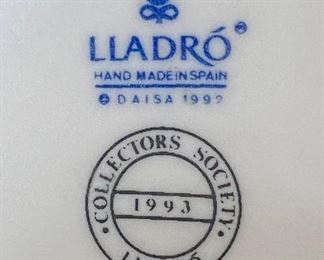 LLADRÓ®
HAND MADE IN SPAIN
© DAISA 1992
· COLLECTORS SOCIETY ·
1993